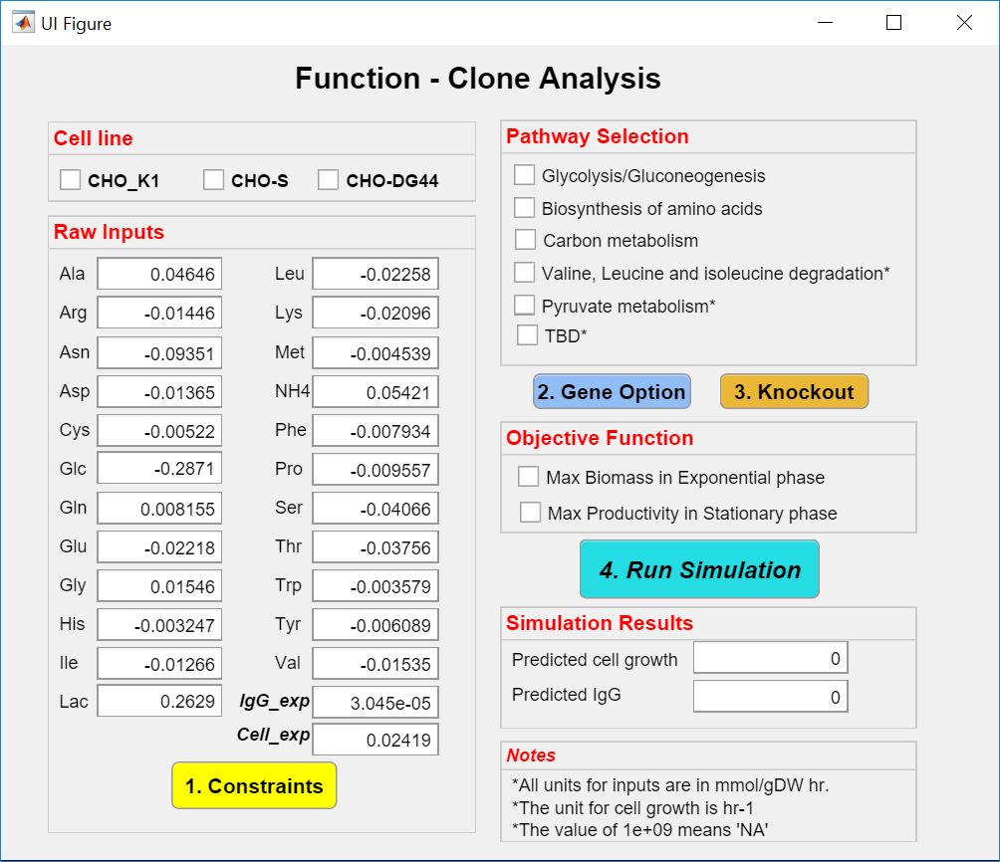 UI Figure
Function - Clone Analysis
Cell line
CHO_K1 CHO-S CHO-DG44
Raw Inputs
Ala 0.04646 Leu -0.02258
Arg -0.01446 Lys -0.02096
Asn -0.09351 Met -0.004539
Asp -0.01365 NH4 0.05421
Cys -0.00522 Phe -0.007934
Glc -0.2871 Pro -0.009557
Gln 0.008155 Ser -0.04066
Glu -0.02218 Thr -0.03756
Gly 0.01546 Trp -0.003579
His -0.003247 Tyr -0.006089
Ile -0.01266 Val -0.01535
Lac 0.2629 IgG_exp 3.045e-05
Cell_exp 0.02419
1. Constraints
Pathway Selection
Glycolysis/Gluconeogenesis
Biosynthesis of amino acids
Carbon metabolism
Valine, Leucine and isoleucine degradation*
Pyruvate metabolism*
TBD*
2. Gene Option 3. Knockout
Objective Function
Max Biomass in Exponential phase
Max Productivity in Stationary phase
4. Run Simulation
Simulation Results
Predicted cell growth 0
Predicted IgG 0
Notes
*All units for inputs are in mmol/gDW hr.
*The unit for cell growth is hr-1
*The value of 1e+09 means 'NA'